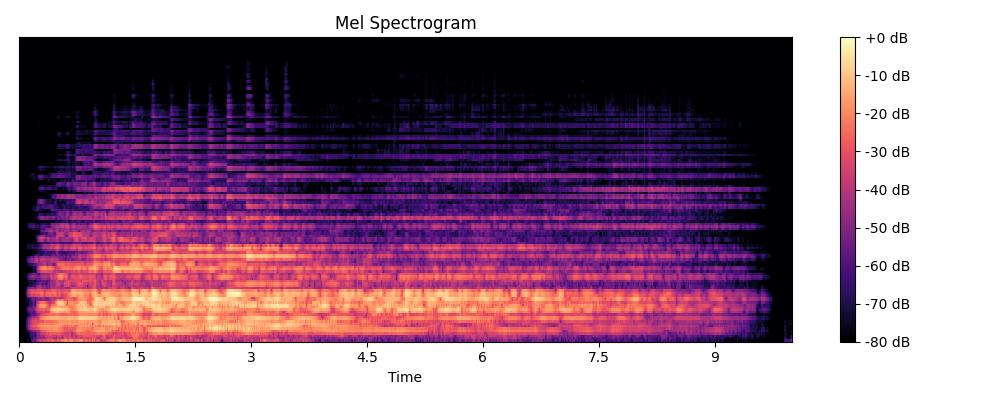 Mel Spectrogram
+0 dB
-10 dB
-20 dB
-30 dB
-40 dB
-50 dB
-60 dB
-70 dB
-80 dB
0 1.5 3 4.5 6 7.5 9
Time